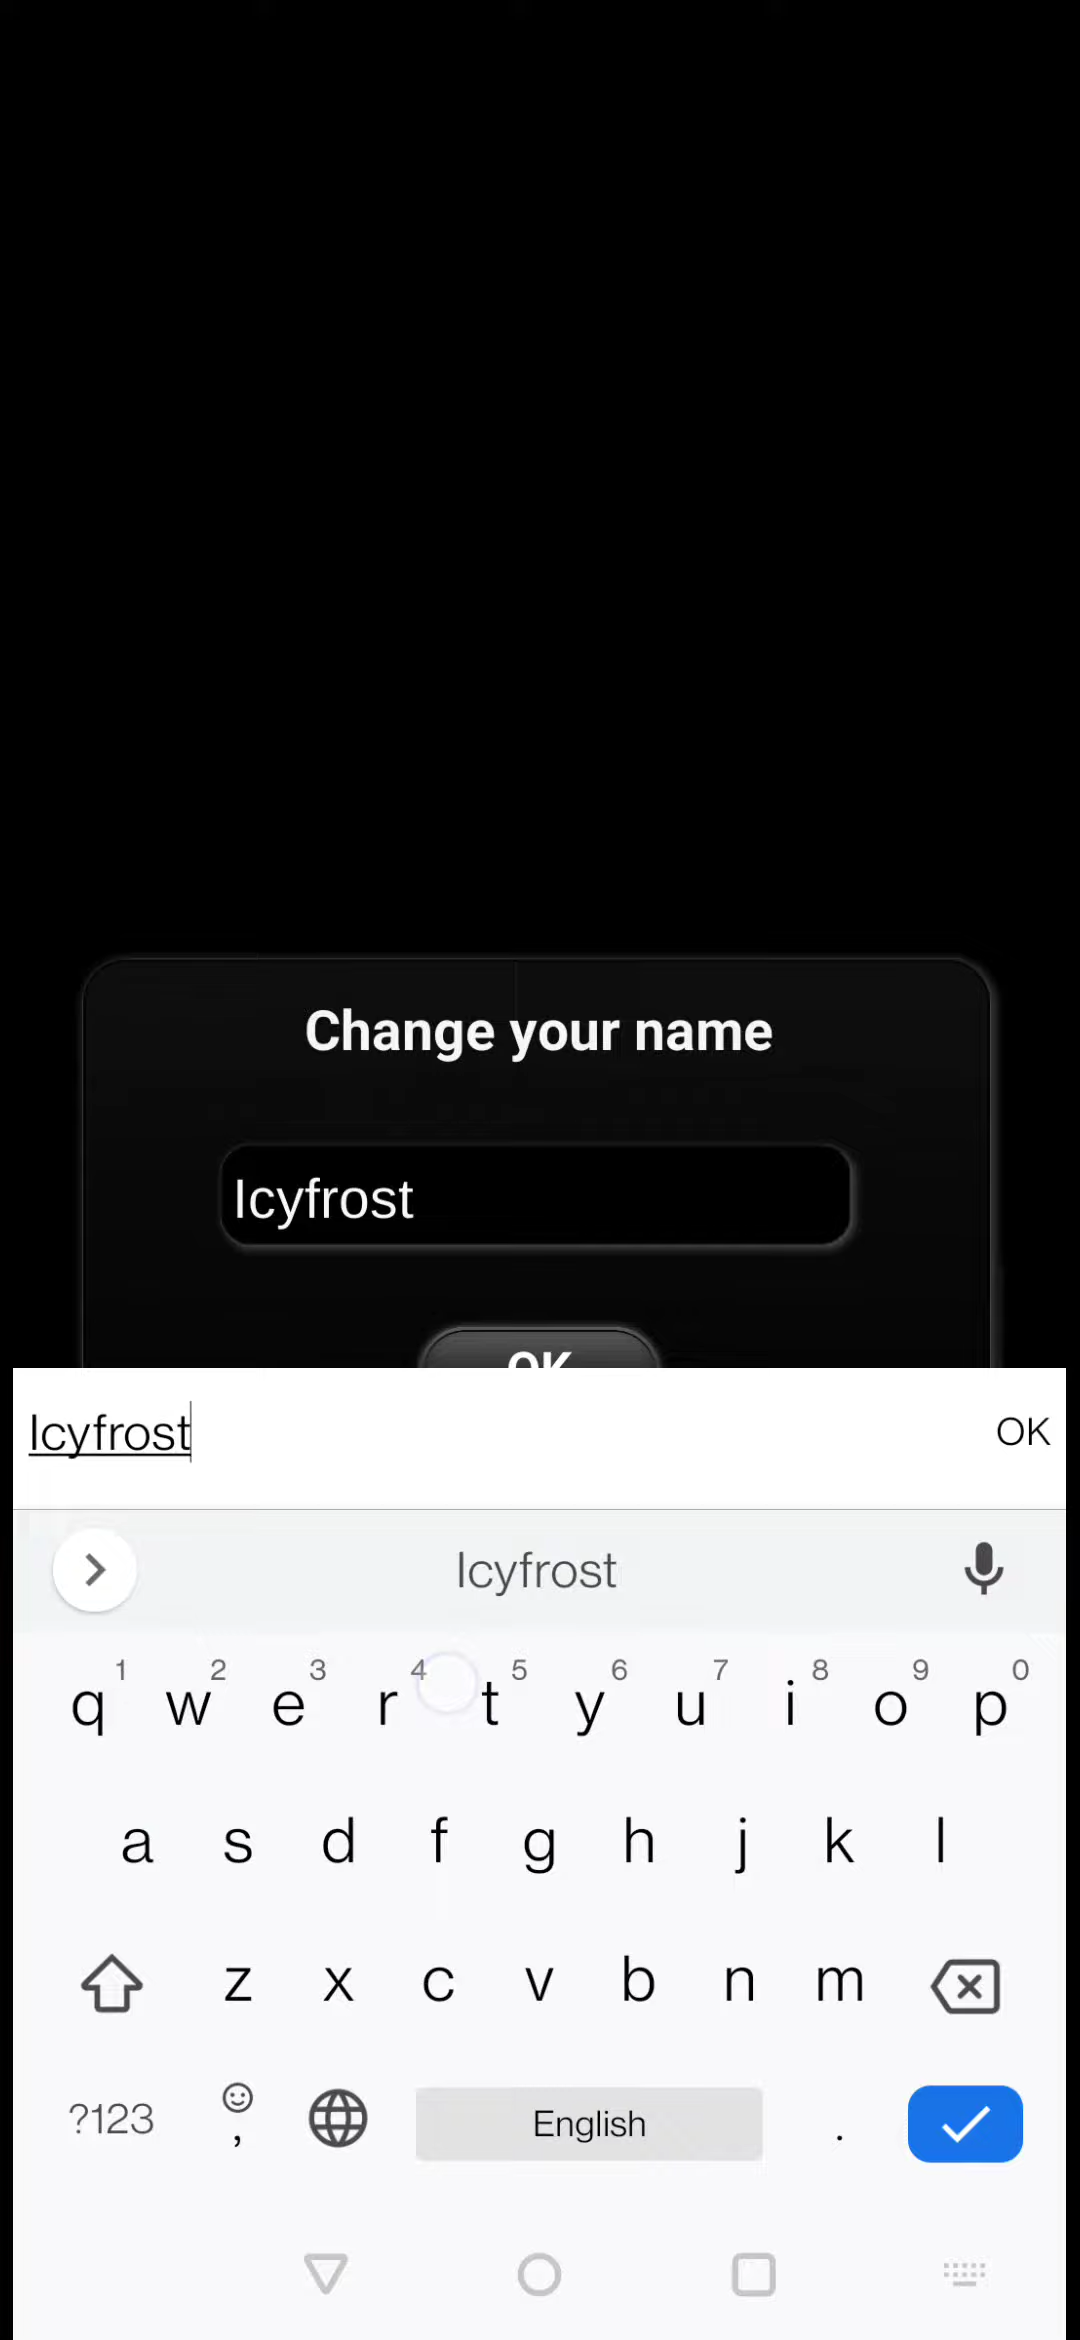 Change your name
Icyfrost
OK
Icyfrost OK
Icyfrost
1 2 3 4 5 6 7 8 9 0
q w e r t y u i o p
a s d f g h j k l
z x c v b n m
?123 , English .